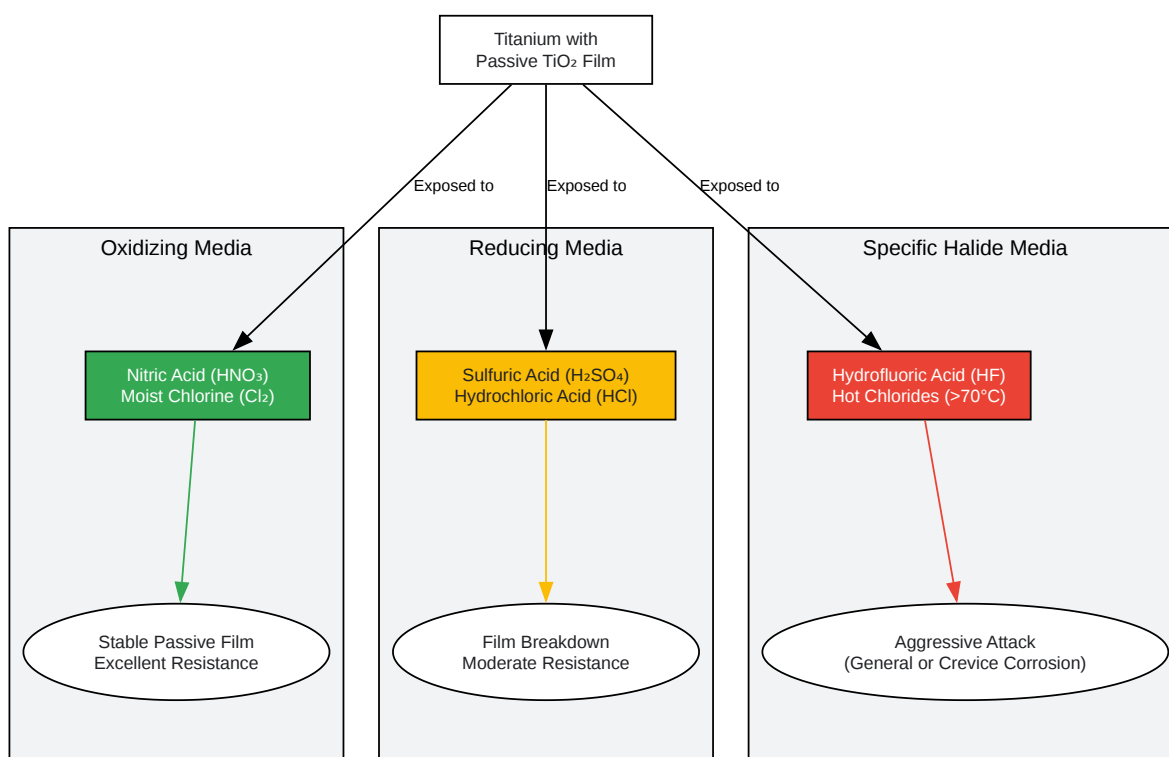 Titanium with
Passive TiO₂ Film
Exposed to
Exposed to
Exposed to
Oxidizing Media
Reducing Media
Specific Halide Media
Nitric Acid (HNO₃)
Moist Chlorine (Cl₂)
Sulfuric Acid (H₂SO₄)
Hydrochloric Acid (HCl)
Hydrofluoric Acid (HF)
Hot Chlorides (>70°C)
Stable Passive Film
Excellent Resistance
Film Breakdown
Moderate Resistance
Aggressive Attack
(General or Crevice Corrosion)